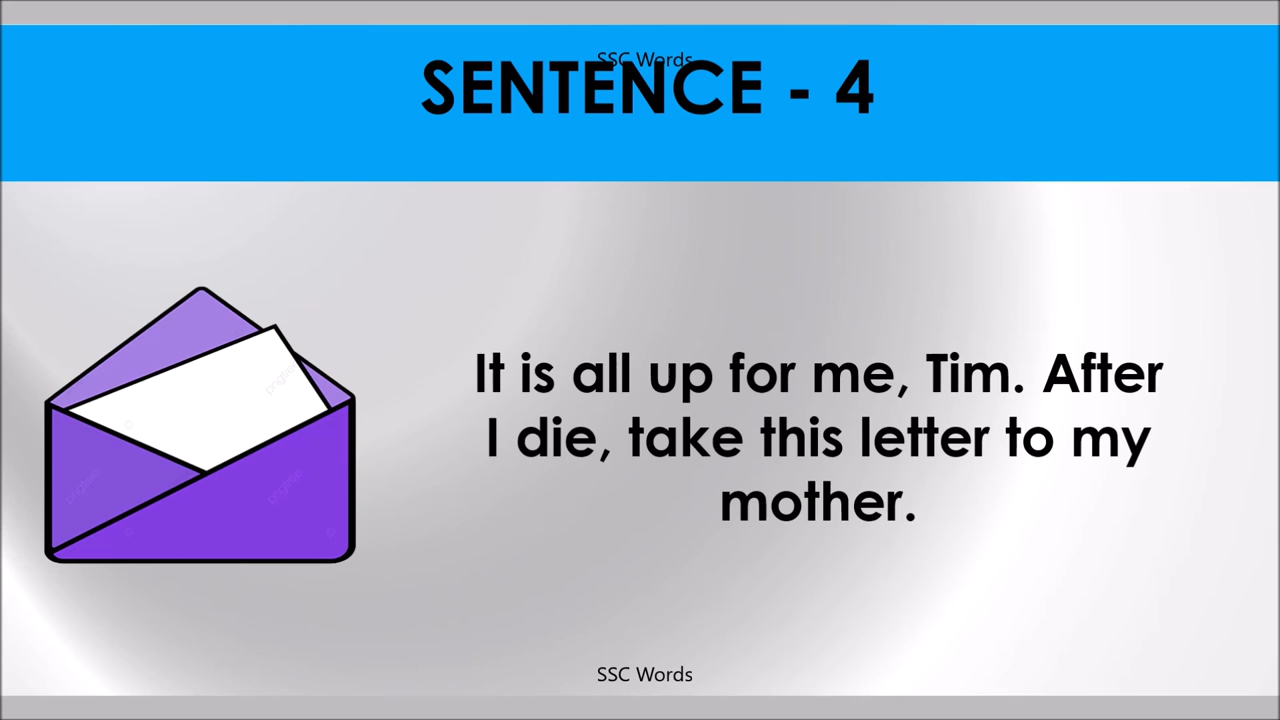 SSC Words
SENTENCE - 4
It is all up for me, Tim. After
I die, take this letter to my
mother.
SSC Words